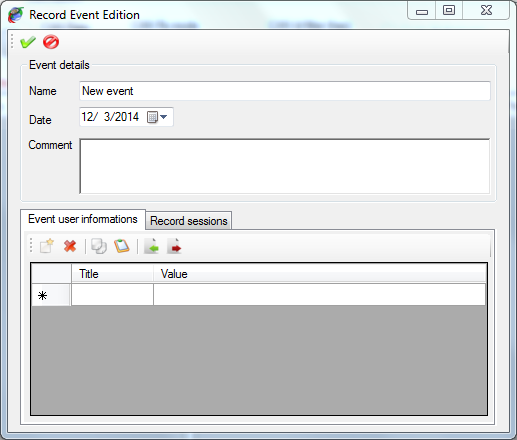 Record Event Edition
Event details
Name New event
Date 12/ 3/2014
Comment
Event user informations Record sessions
Title Value